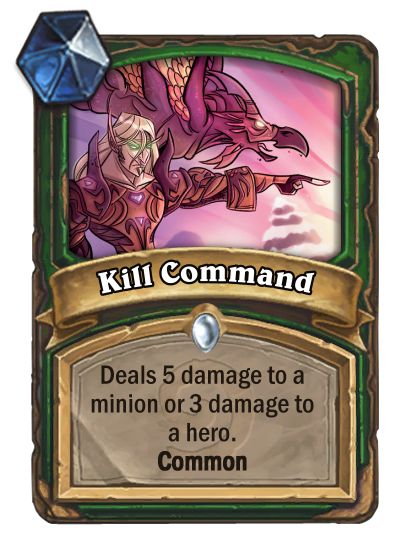 Kill Command
Deals 5 damage to a
minion or 3 damage to
a hero.
Common